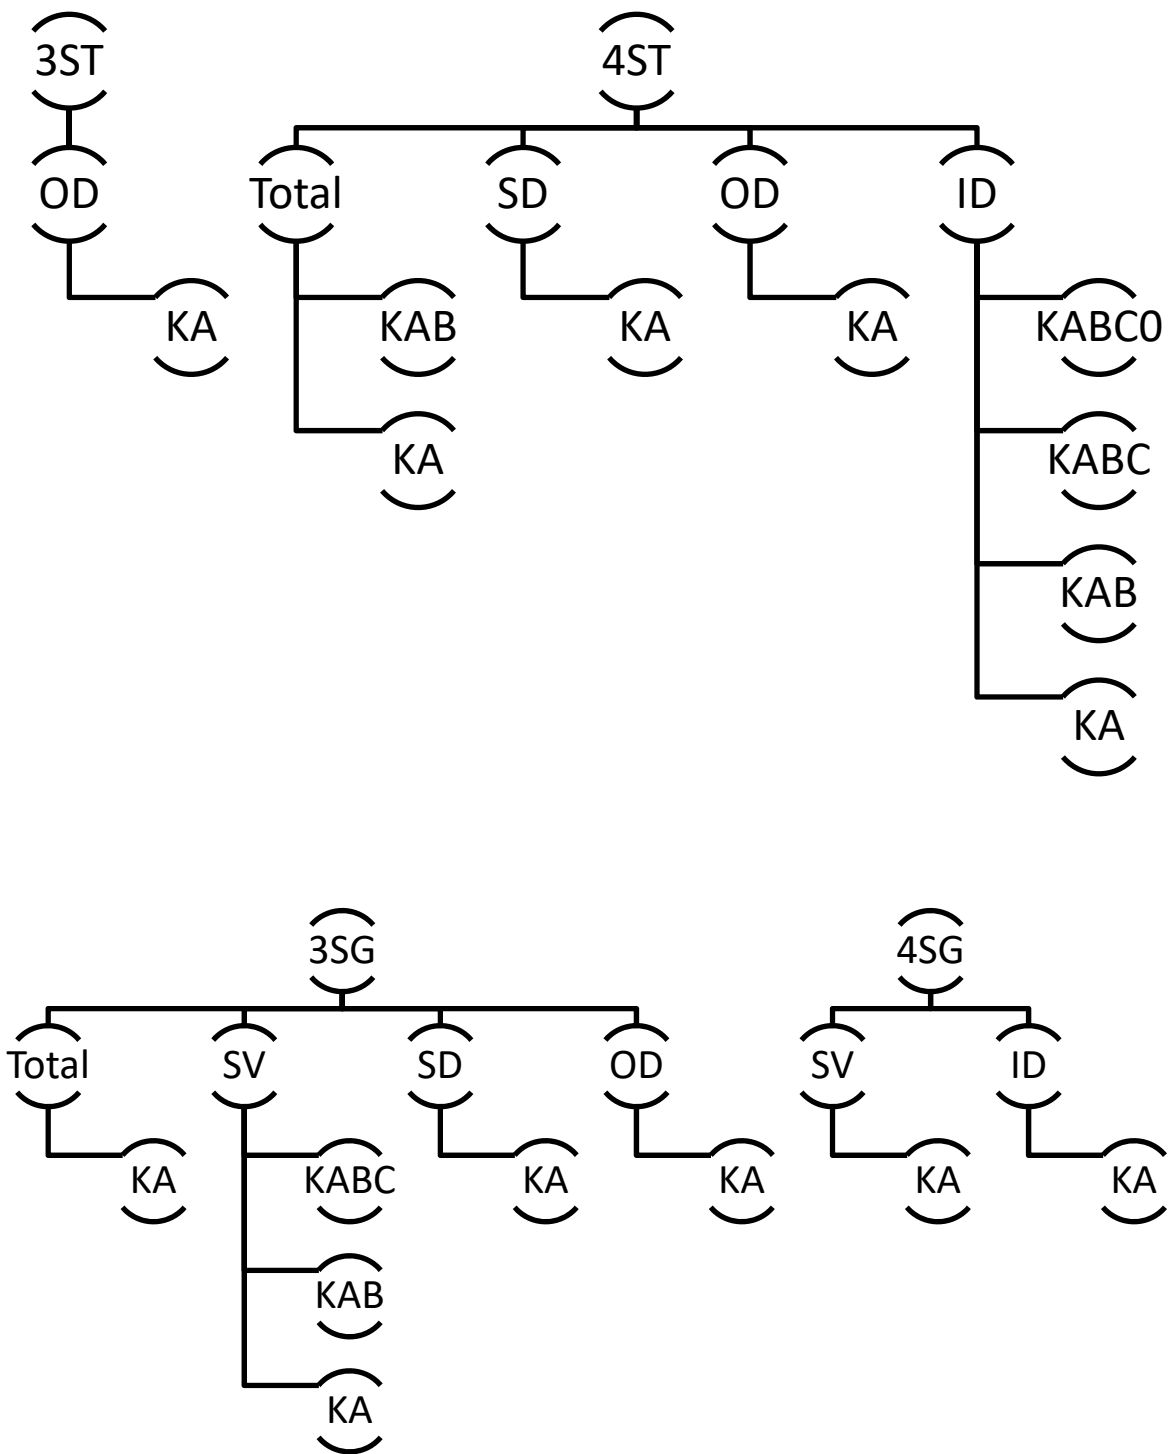 3ST 4ST
OD Total SD OD ID
KA KAB KA KA KABC0
KA KABC
KAB
KA
3SG 4SG
Total SV SD OD SV ID
KA KABC KA KA KA KA
KAB
KA